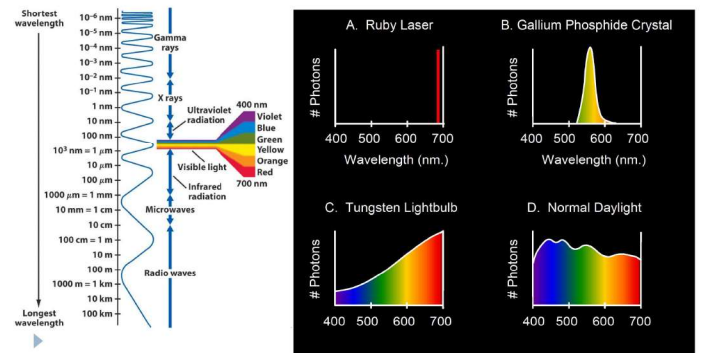 Shortest
wavelength
10⁻⁶ nm
10⁻⁵ nm
10⁻⁴ nm
10⁻³ nm
10⁻² nm
10⁻¹ nm
1 nm
10 nm
100 nm
10³ nm = 1 μm
10 μm
100 μm
1000 μm = 1 mm
10 mm = 1 cm
10 cm
100 cm = 1 m
10 m
100 m
1000 m = 1 km
10 km
100 km
Longest
wavelength
Gamma
rays
X rays
Ultraviolet
radiation
Visible light
Infrared
radiation
Microwaves
Radio waves
400 nm
Violet
Blue
Green
Yellow
Orange
Red
700 nm
A. Ruby Laser
# Photons
400 500 600 700
Wavelength (nm.)
B. Gallium Phosphide Crystal
# Photons
400 500 600 700
Wavelength (nm.)
C. Tungsten Lightbulb
# Photons
400 500 600 700
D. Normal Daylight
# Photons
400 500 600 700